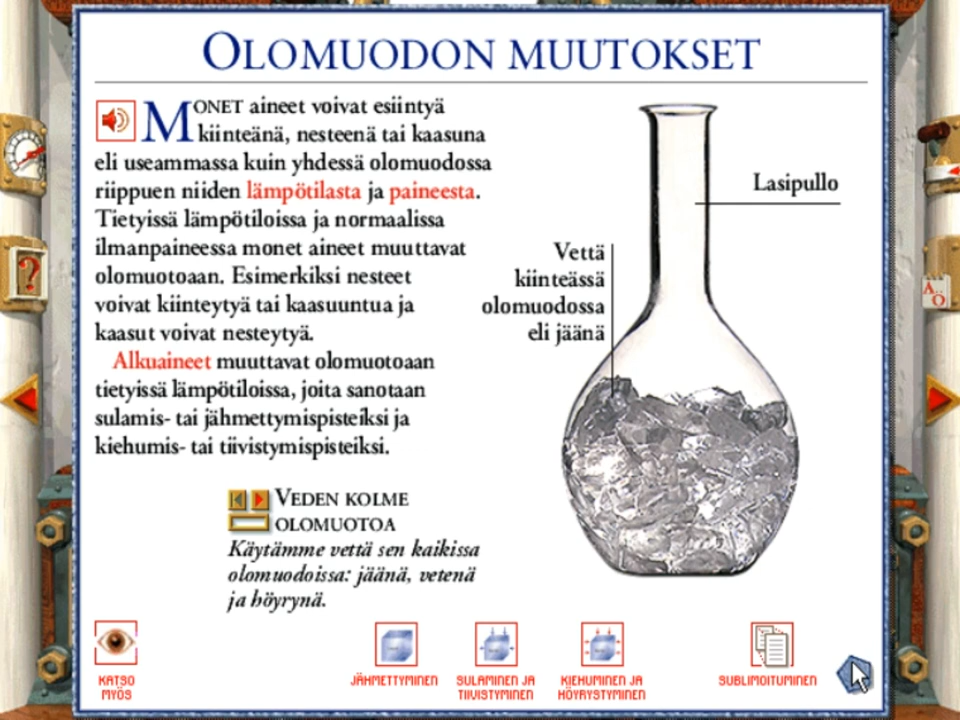 OLOMUODON MUUTOKSET
MONET aineet voivat esiintyä
kiinteänä, nesteenä tai kaasuna
eli useammassa kuin yhdessä olomuodossa
riippuen niiden lämpötilasta ja paineesta.
Tietyissä lämpötiloissa ja normaalissa
ilmanpaineessa monet aineet muuttavat
olomuotoaan. Esimerkiksi nesteet
voivat kiinteytyä tai kaasuuntua ja
kaasut voivat nesteytyä.
Alkuaineet muuttavat olomuotoaan
tietyissä lämpötiloissa, joita sanotaan
sulamis- tai jähmettymispisteiksi ja
kiehumis- tai tiivistymispisteiksi.
Lasipullo
Vettä
kiinteässä
olomuodossa
eli jäänä
VEDEN KOLME
OLOMUOTOA
Käytämme vettä sen kaikissa
olomuodoissa: jäänä, vetenä
ja höyrynä.
KATSO
MYÖS
JÄHMETTYMINEN
SULAMINEN JA
TIIVISTYMINEN
KIEHUMINEN JA
HÖYRYSTYMINEN
SUBLIMOITUMINEN
?
A...
O